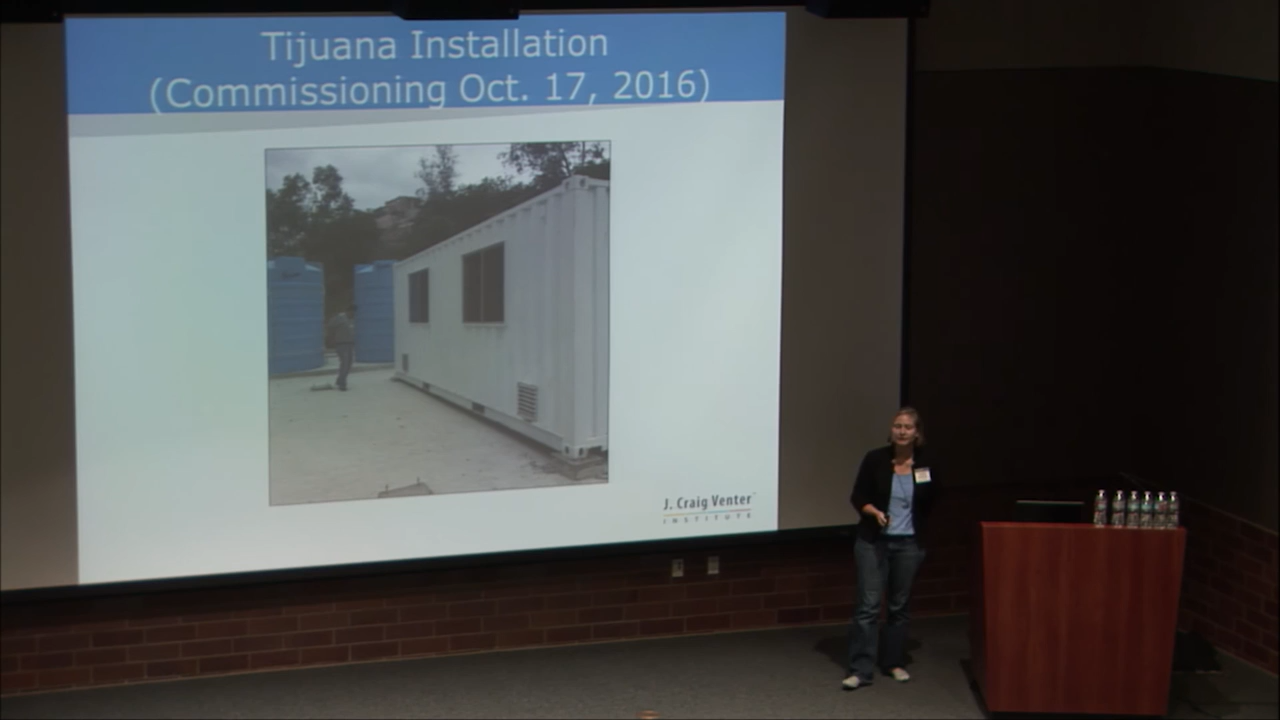 Tijuana Installation
(Commissioning Oct. 17, 2016)
J. Craig Venter
INSTITUTE